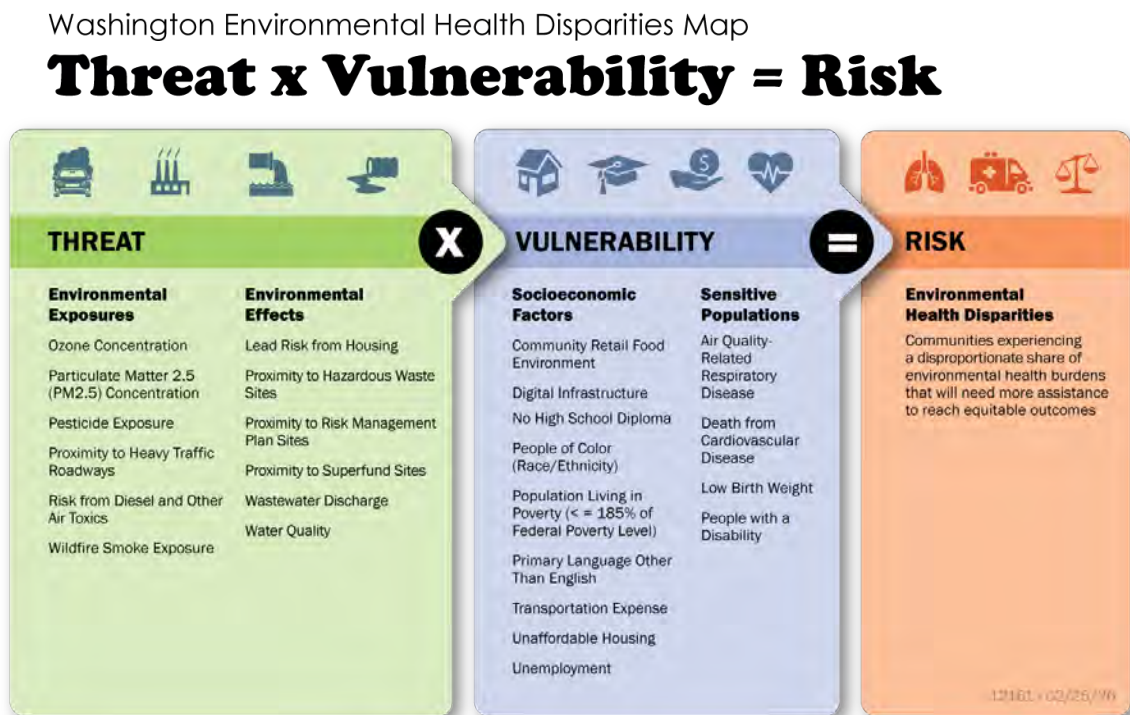 Washington Environmental Health Disparities Map
Threat x Vulnerability = Risk
THREAT
X
VULNERABILITY
=
RISK
Environmental
Exposures
Ozone Concentration
Particulate Matter 2.5
(PM2.5) Concentration
Pesticide Exposure
Proximity to Heavy Traffic
Roadways
Risk from Diesel and Other
Air Toxics
Wildfire Smoke Exposure
Environmental
Effects
Lead Risk from Housing
Proximity to Hazardous Waste
Sites
Proximity to Risk Management
Plan Sites
Proximity to Superfund Sites
Wastewater Discharge
Water Quality
Socioeconomic
Factors
Community Retail Food
Environment
Digital Infrastructure
No High School Diploma
People of Color
(Race/Ethnicity)
Population Living in
Poverty (< = 185% of
Federal Poverty Level)
Primary Language Other
Than English
Transportation Expense
Unaffordable Housing
Unemployment
Sensitive
Populations
Air Quality-
Related
Respiratory
Disease
Death from
Cardiovascular
Disease
Low Birth Weight
People with a
Disability
Environmental
Health Disparities
Communities experiencing
a disproportionate share of
environmental health burdens
that will need more assistance
to reach equitable outcomes